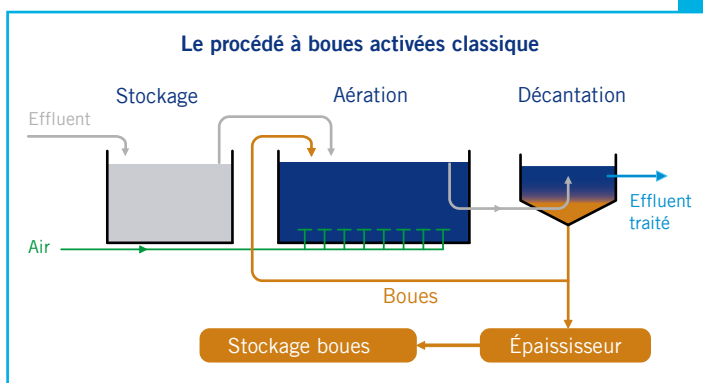 Le procédé à boues activées classique
Stockage
Aération
Décantation
Effluent
Effluent
traité
Air
Boues
Stockage boues
Épaississeur